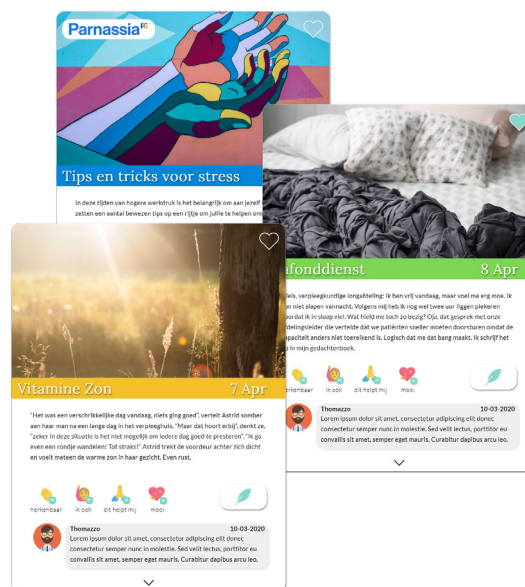 Parnassia
Tips en tricks voor stress
In deze tijden van hogere werkdruk is het belangrijk om aan jezelf
zetten een aantal bewezen tips op een rijtje om jullie te helpen om
fonddienst 8 Apr
verpleegkundige longafdeling: Ik ben vrij vandaag, maar voel me erg moe. Ik
niet slapen vannacht. Volgens mij heb ik nog wel twee uur liggen piekeren
ordat ik in slaap viel. Wat hield me toch zo bezig? Oja, dat gesprek met onze
delingsleider die vertelde dat we patiënten sneller moeten doorsturen omdat de
paciteit anders niet toereikend is. Logisch dat me dat bang maakt. Ik schrijf het
in mijn gedachtenboek.
erkenbaar ik ook dit helpt mij mooi
Thomazzo 10-03-2020
Lorem ipsum dolor sit amet, consectetur adipiscing elit donec
consectetur semper nunc in molestie. Sed velit lectus, porttitor eu
convallis sit amet, semper eget mauris. Curabitur dapibus arcu leo,
Vitamine Zon 7 Apr
"Het was een verschrikkelijke dag vandaag, niets ging goed", vertelt Astrid somber
aan haar man na een lange dag in het verpleeghuis. "Maar dat hoort erbij", denkt ze,
"zeker in deze situatie is het niet mogelijk om iedere dag goed te presteren". "Ik ga
even een rondje wandelen! Tot straks!" Astrid trekt de voordeur achter zich dicht
en voelt meteen de warme zon in haar gezicht. Even rust.
herkenbaar ik ook dit helpt mij mooi
Thomazzo 10-03-2020
Lorem ipsum dolor sit amet, consectetur adipiscing elit donec
consectetur semper nunc in molestie. Sed velit lectus, porttitor eu
convallis sit amet, semper eget mauris. Curabitur dapibus arcu leo,